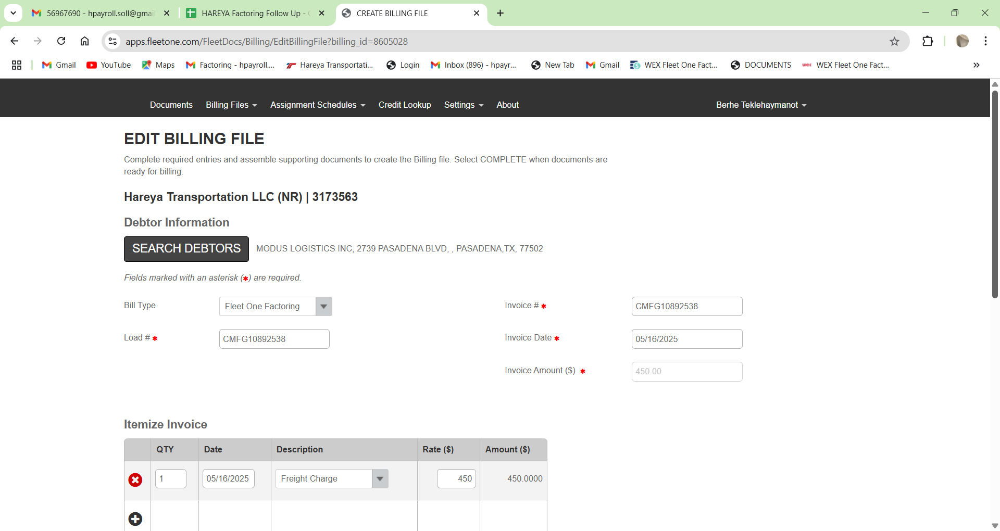 56967690 - hpayroll.soll@gmai
HAREYA Factoring Follow Up -
CREATE BILLING FILE
apps.fleetone.com/FleetDocs/Billing/EditBillingFile?billing_id=8605028
Gmail
YouTube
Maps
Factoring - hpayroll....
Hareya Transportati...
Login
Inbox (896) - hpayr...
New Tab
Gmail
WEX Fleet One Fact...
DOCUMENTS
wex
WEX Fleet One Fact...
Documents
Billing Files
Assignment Schedules
Credit Lookup
Settings
About
Berhe Teklehaymanot
EDIT BILLING FILE
Complete required entries and assemble supporting documents to create the Billing file. Select COMPLETE when documents are
ready for billing.
Hareya Transportation LLC (NR) | 3173563
Debtor Information
SEARCH DEBTORS
MODUS LOGISTICS INC, 2739 PASADENA BLVD, , PASADENA,TX, 77502
Fields marked with an asterisk (*) are required.
Bill Type
Fleet One Factoring
Invoice # *
CMFG10892538
Load # *
CMFG10892538
Invoice Date *
05/16/2025
Invoice Amount ($) *
450.00
Itemize Invoice
QTY
Date
Description
Rate ($)
Amount ($)
1
05/16/2025
Freight Charge
450
450.0000